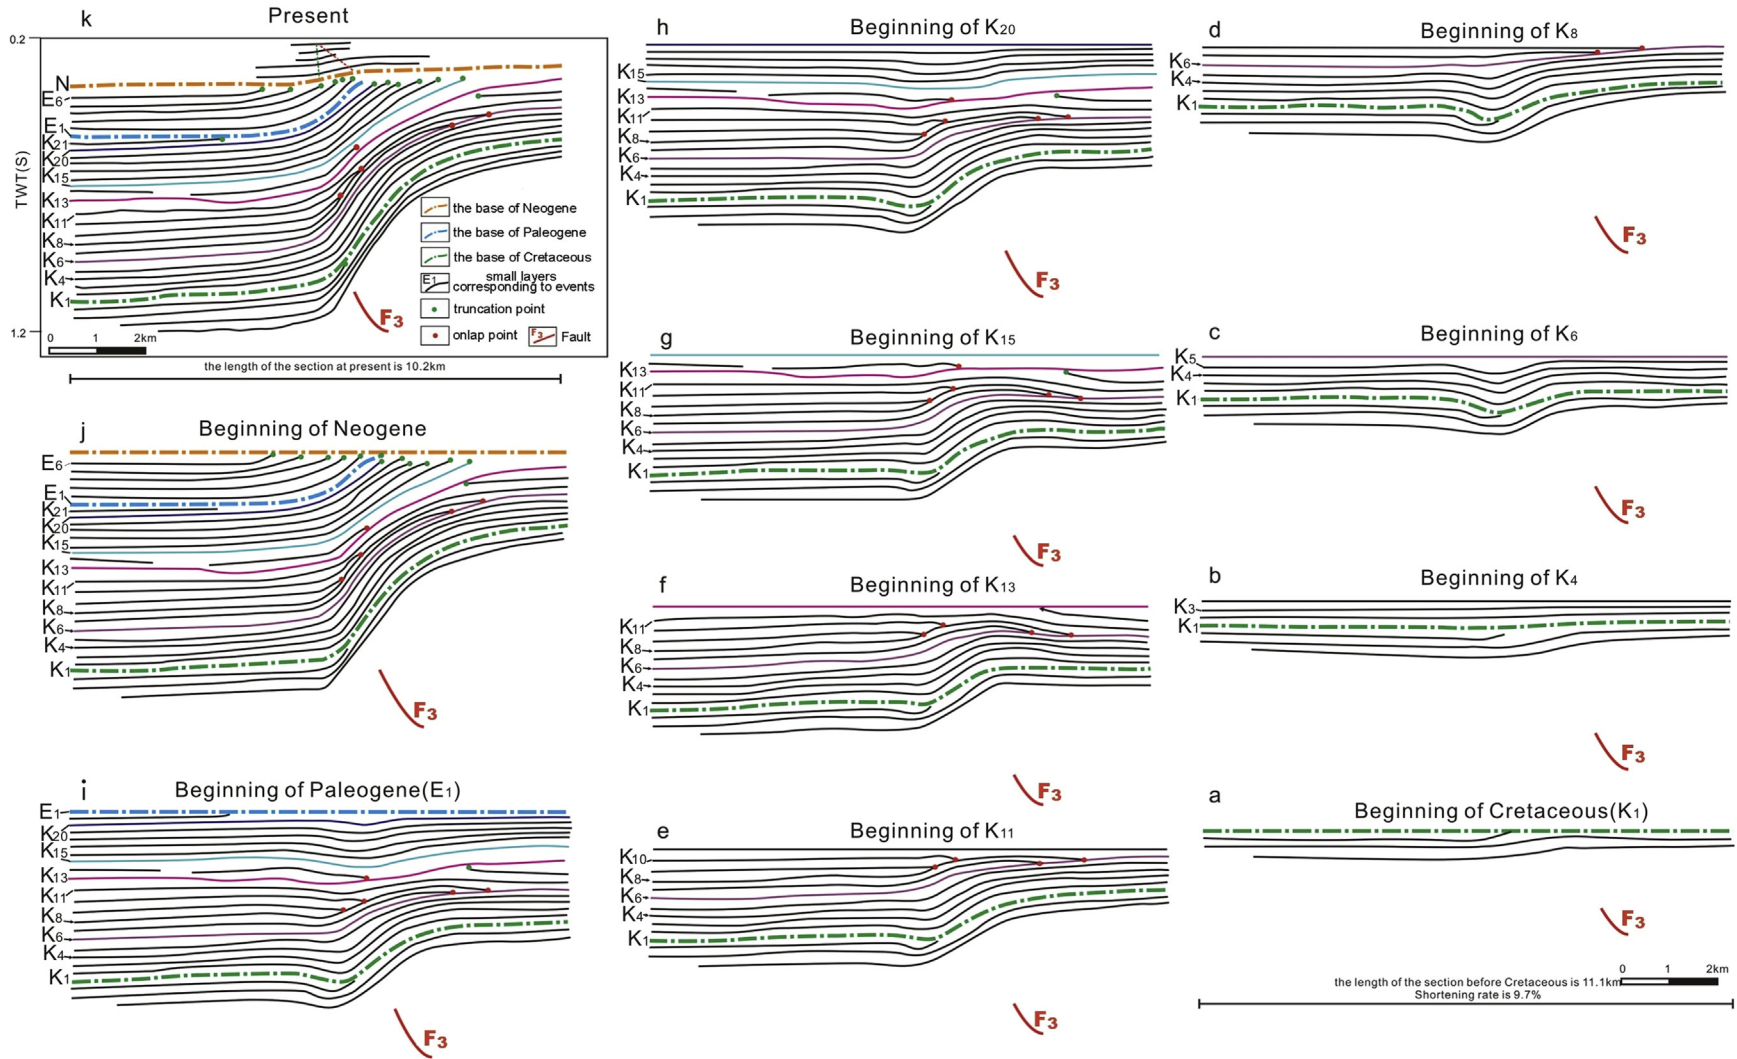 k
Present
0.2
N
E6
E1
K21
K20
K15
K13
K11
K8
K6
K4
K1
TWT(S)
1.2
the base of Neogene
the base of Paleogene
the base of Cretaceous
E1
small layers
corresponding to events
truncation point
onlap point
F3
Fault
F3
0 1 2km
the length of the section at present is 10.2km
j
Beginning of Neogene
E6
E1
K21
K20
K15
K13
K11
K8
K6
K4
K1
F3
i
Beginning of Paleogene(E1)
E1
K20
K15
K13
K11
K8
K6
K4
K1
F3
h
Beginning of K20
K15
K13
K11
K8
K6
K4
K1
F3
g
Beginning of K15
K13
K11
K8
K6
K4
K1
F3
f
Beginning of K13
K11
K8
K6
K4
K1
F3
e
Beginning of K11
K10
K8
K6
K4
K1
F3
d
Beginning of K8
K6
K4
K1
F3
c
Beginning of K6
K5
K4
K1
F3
b
Beginning of K4
K3
K1
F3
a
Beginning of Cretaceous(K1)
F3
0 1 2km
the length of the section before Cretaceous is 11.1km
Shortening rate is 9.7%